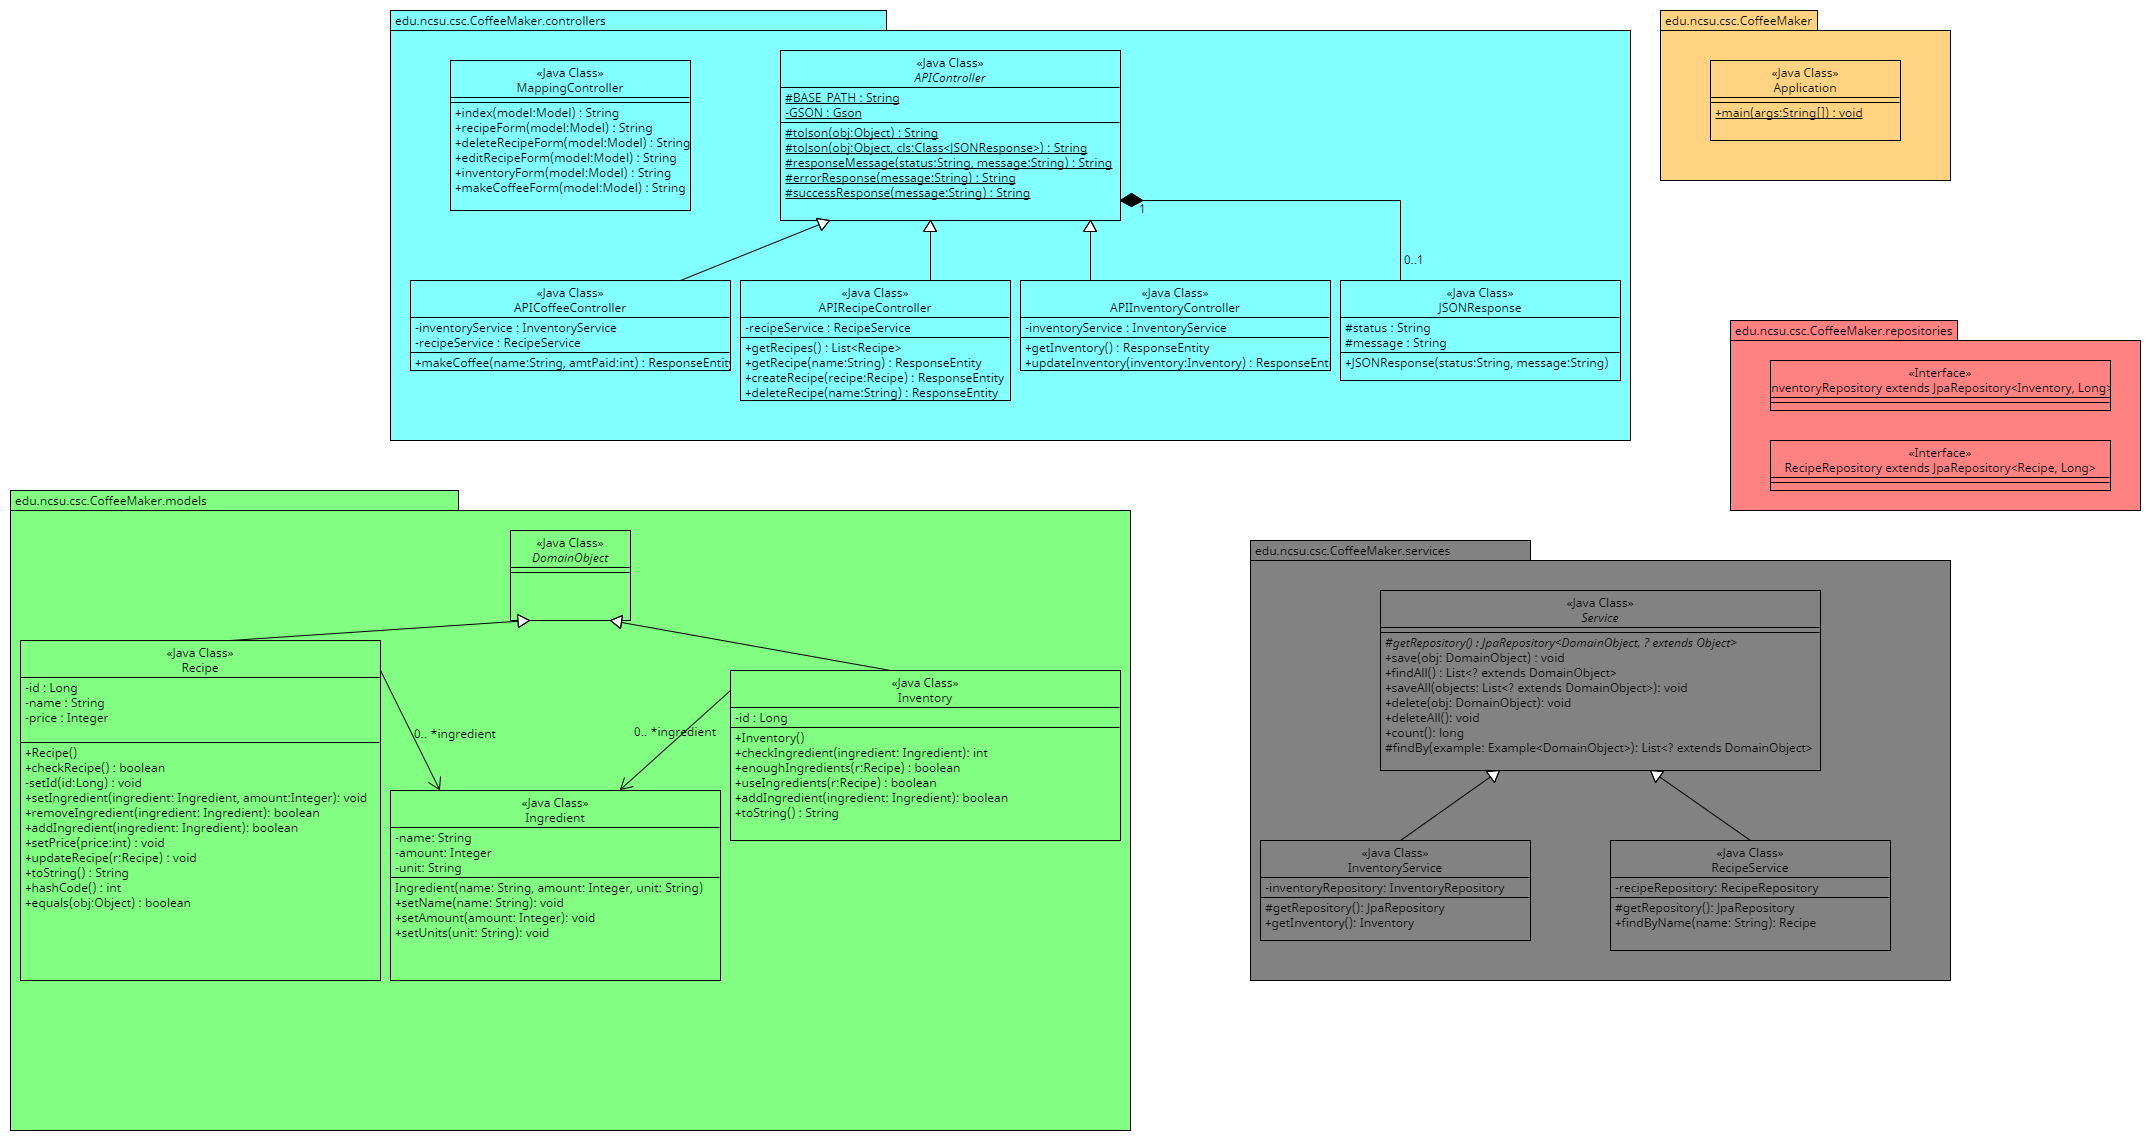 edu.ncsu.csc.CoffeeMaker.controllers
«Java Class»
MappingController
+index(model:Model) : String
+recipeForm(model:Model) : String
+deleteRecipeForm(model:Model) : String
+editRecipeForm(model:Model) : String
+inventoryForm(model:Model) : String
+makeCoffeeForm(model:Model) : String
«Java Class»
APIController
#BASE_PATH : String
-GSON : Gson
#toJson(obj:Object) : String
#toJson(obj:Object, cls:Class<JSONResponse>) : String
#responseMessage(status:String, message:String) : String
#errorResponse(message:String) : String
#successResponse(message:String) : String
1
0..1
«Java Class»
APICoffeeController
-inventoryService : InventoryService
-recipeService : RecipeService
+makeCoffee(name:String, amtPaid:int) : ResponseEntit
«Java Class»
APIRecipeController
-recipeService : RecipeService
+getRecipes() : List<Recipe>
+getRecipe(name:String) : ResponseEntity
+createRecipe(recipe:Recipe) : ResponseEntity
+deleteRecipe(name:String) : ResponseEntity
«Java Class»
APIInventoryController
-inventoryService : InventoryService
+getInventory() : ResponseEntity
+updateInventory(inventory:Inventory) : ResponseEnt
«Java Class»
JSONResponse
#status : String
#message : String
+JSONResponse(status:String, message:String)
edu.ncsu.csc.CoffeeMaker
«Java Class»
Application
+main(args:String[]) : void
edu.ncsu.csc.CoffeeMaker.repositories
«Interface»
nventoryRepository extends JpaRepository<Inventory, Long>
«Interface»
RecipeRepository extends JpaRepository<Recipe, Long>
edu.ncsu.csc.CoffeeMaker.models
«Java Class»
DomainObject
«Java Class»
Recipe
-id : Long
-name : String
-price : Integer
+Recipe()
+checkRecipe() : boolean
-setId(id:Long) : void
+setIngredient(ingredient: Ingredient, amount:Integer): void
+removeIngredient(ingredient: Ingredient): boolean
+addIngredient(ingredient: Ingredient): boolean
+setPrice(price:int) : void
+updateRecipe(r:Recipe) : void
+toString() : String
+hashCode() : int
+equals(obj:Object) : boolean
0.. *ingredient
0.. *ingredient
«Java Class»
Ingredient
-name: String
-amount: Integer
-unit: String
Ingredient(name: String, amount: Integer, unit: String)
+setName(name: String): void
+setAmount(amount: Integer): void
+setUnits(unit: String): void
«Java Class»
Inventory
-id : Long
+Inventory()
+checkIngredient(ingredient: Ingredient): int
+enoughIngredients(r:Recipe) : boolean
+useIngredients(r:Recipe) : boolean
+addIngredient(ingredient: Ingredient): boolean
+toString() : String
edu.ncsu.csc.CoffeeMaker.services
«Java Class»
Service
#getRepository() : JpaRepository<DomainObject, ? extends Object>
+save(obj: DomainObject) : void
+findAll() : List<? extends DomainObject>
+saveAll(objects: List<? extends DomainObject>): void
+delete(obj: DomainObject): void
+deleteAll(): void
+count(): long
#findBy(example: Example<DomainObject>): List<? extends DomainObject>
«Java Class»
InventoryService
-inventoryRepository: InventoryRepository
#getRepository(): JpaRepository
+getInventory(): Inventory
«Java Class»
RecipeService
-recipeRepository: RecipeRepository
#getRepository(): JpaRepository
+findByName(name: String): Recipe